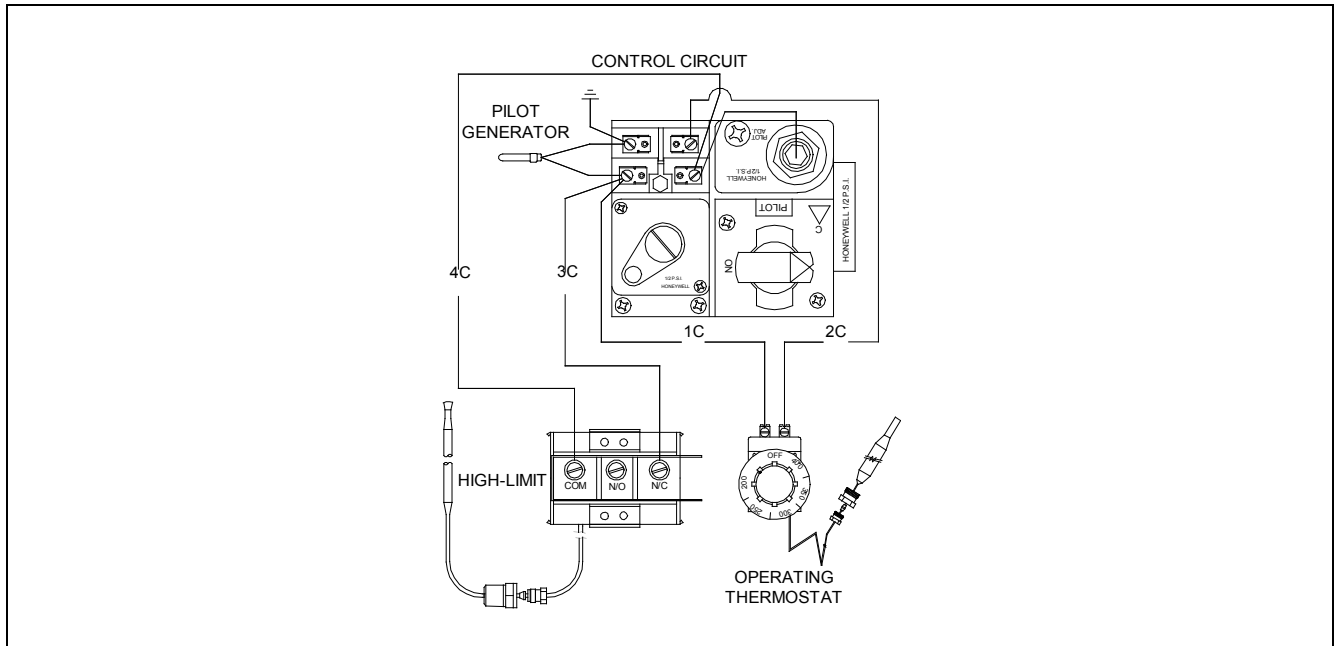 CONTROL CIRCUIT
PILOT
GENERATOR
PILOT
ADJ.
HONEYWELL
1/2 P.S.I.
PILOT
C
HONEYWELL 1/2 P.S.I.
ON
1/2 P.S.I.
HONEYWELL
4C
3C
1C
2C
HIGH-LIMIT
COM
N/O
N/C
OFF
400
350
300
250
200
OPERATING
THERMOSTAT